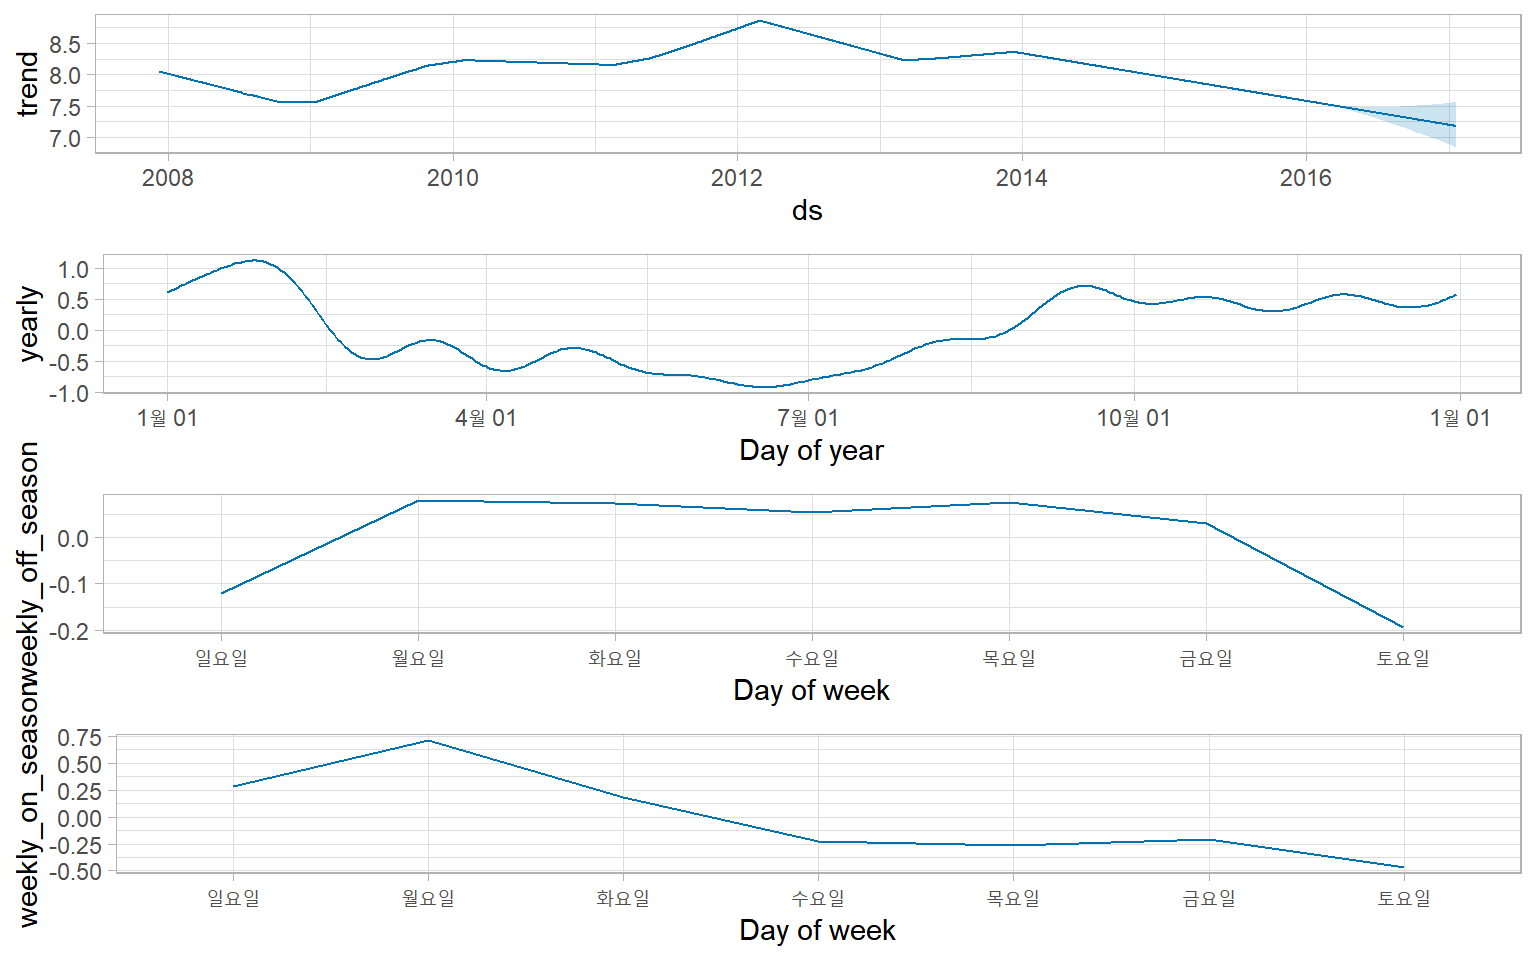 trend
8.5
8.0
7.5
7.0
2008 2010 2012 2014 2016
ds
yearly
1.0
0.5
0.0
-0.5
-1.0
1월 01 4월 01 7월 01 10월 01 1월 01
Day of year
weekly_off_season
0.0
-0.1
-0.2
일요일 월요일 화요일 수요일 목요일 금요일 토요일
Day of week
weekly_on_season
0.75
0.50
0.25
0.00
-0.25
-0.50
일요일 월요일 화요일 수요일 목요일 금요일 토요일
Day of week